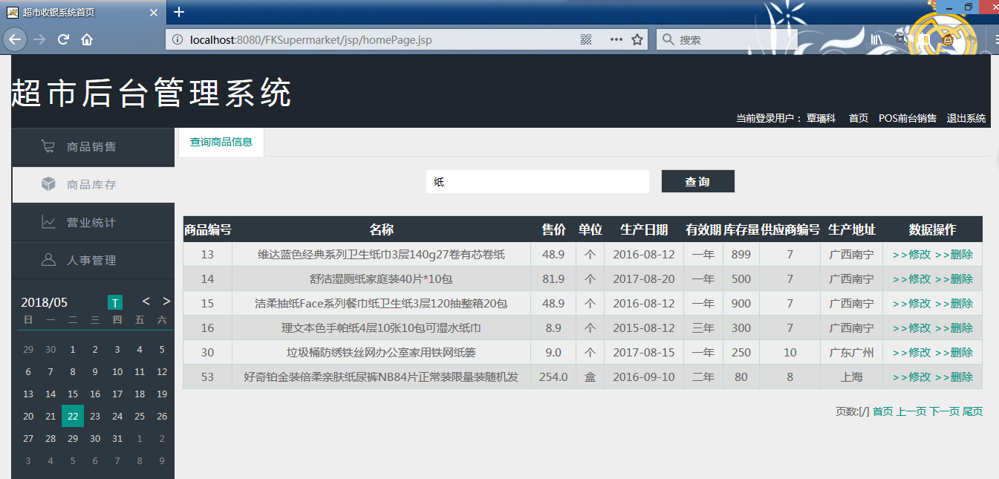 超市收银系统首页
localhost:8080/FKSupermarket/jsp/homePage.jsp
搜索
超市后台管理系统
当前登录用户： 覃璠科 首页 POS前台销售 退出系统
商品销售
商品库存
营业统计
人事管理
查询商品信息
纸 查 询
商品编号 名称 售价 单位 生产日期 有效期 库存量 供应商编号 生产地址 数据操作
13 维达蓝色经典系列卫生纸巾3层140g27卷有芯卷纸 48.9 个 2016-08-12 一年 899 7 广西南宁 >>修改 >>删除
14 舒洁湿厕纸家庭装40片*10包 81.9 个 2017-08-20 一年 500 7 广西南宁 >>修改 >>删除
15 洁柔抽纸Face系列餐巾纸卫生纸3层120抽整箱20包 48.9 个 2016-08-12 一年 900 7 广西南宁 >>修改 >>删除
16 理文本色手帕纸4层10张10包可湿水纸巾 8.9 个 2015-08-12 三年 300 7 广西南宁 >>修改 >>删除
30 垃圾桶防绣铁丝网办公室家用铁网纸篓 9.0 个 2017-08-15 一年 250 10 广东广州 >>修改 >>删除
53 好奇铂金装倍柔亲肤纸尿裤NB84片正常装限量装随机发 254.0 盒 2016-09-10 二年 80 8 上海 >>修改 >>删除
页数:[/] 首页 上一页 下一页 尾页
2018/05 T < >
日 一 二 三 四 五 六
29 30 1 2 3 4 5
6 7 8 9 10 11 12
13 14 15 16 17 18 19
20 21 22 23 24 25 26
27 28 29 30 31 1 2
3 4 5 6 7 8 9